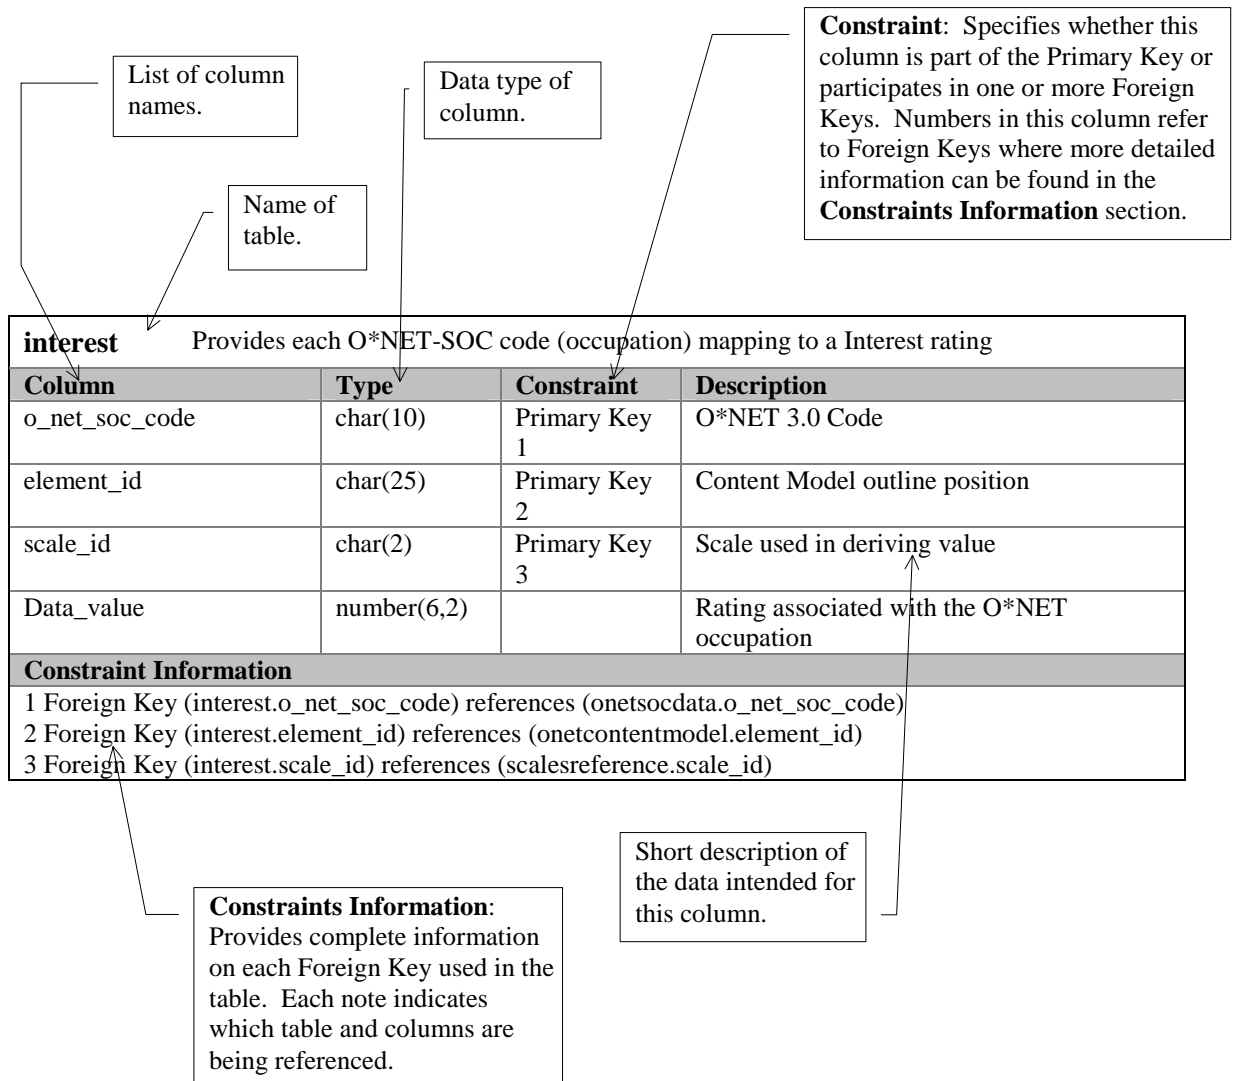 Constraint:  Specifies whether this
column is part of the Primary Key or
participates in one or more Foreign
Keys.  Numbers in this column refer
to Foreign Keys where more detailed
information can be found in the
Constraints Information section.
List of column
names.
Data type of
column.
Name of
table.
interest Provides each O*NET-SOC code (occupation) mapping to a Interest rating
Column Type Constraint Description
o_net_soc_code char(10) Primary Key O*NET 3.0 Code
1
element_id char(25) Primary Key Content Model outline position
2
scale_id char(2) Primary Key Scale used in deriving value
3
Data_value number(6,2) Rating associated with the O*NET
occupation
Constraint Information
1 Foreign Key (interest.o_net_soc_code) references (onetsocdata.o_net_soc_code)
2 Foreign Key (interest.element_id) references (onetcontentmodel.element_id)
3 Foreign Key (interest.scale_id) references (scalesreference.scale_id)
Short description of
the data intended for
this column.
Constraints Information:
Provides complete information
on each Foreign Key used in the
table.  Each note indicates
which table and columns are
being referenced.